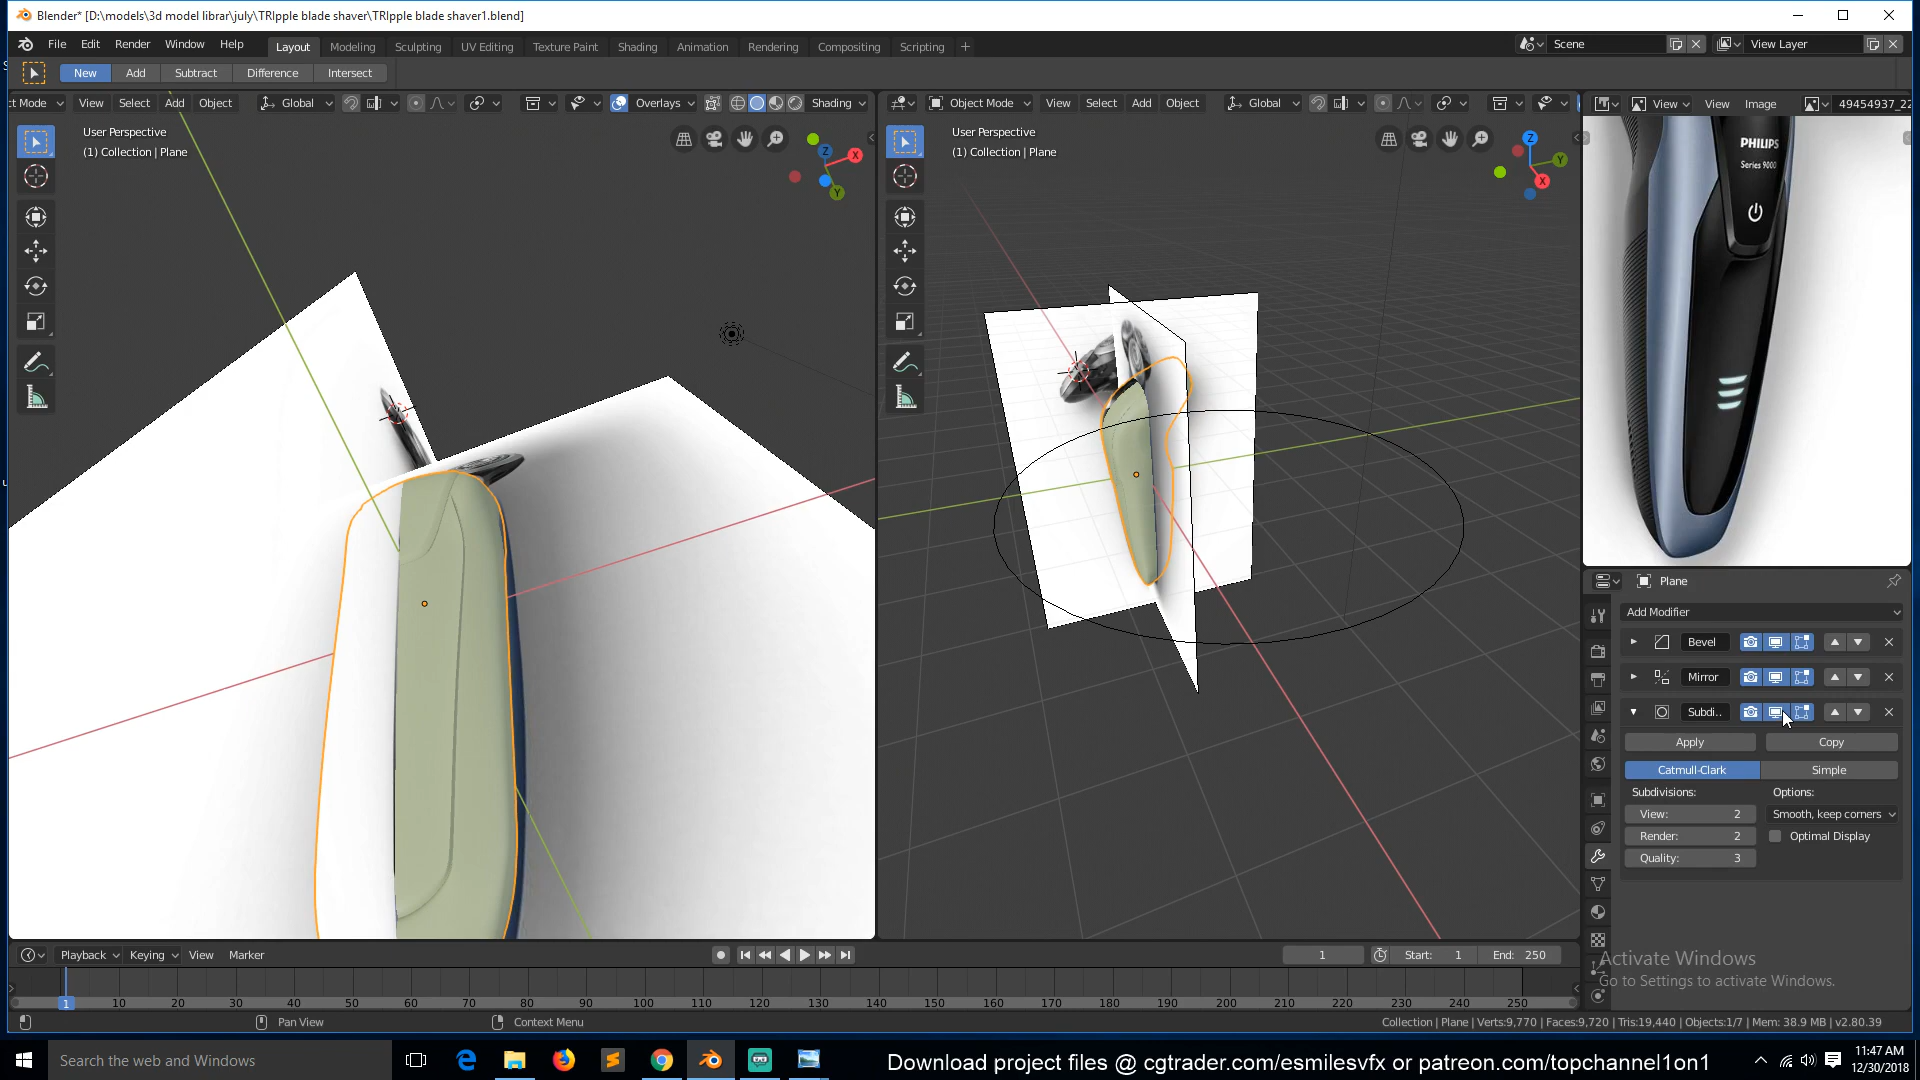 Blender* [D:\models\3d model librar\july\TRIpple blade shaver\TRIpple blade shaver1.blend]
File Edit Render Window Help Layout Modeling Sculpting UV Editing Texture Paint Shading Animation Rendering Compositing Scripting + Scene View Layer
New Add Subtract Difference Intersect
ct Mode View Select Add Object Global Overlays Shading Object Mode View Select Add Object Global View View Image 49454937_22
User Perspective
(1) Collection | Plane
X
Y
Z
User Perspective
(1) Collection | Plane
Z
Y
X
PHILIPS
Series 9000
Plane
Add Modifier
Bevel
Mirror
Subdi..
Apply Copy
Catmull-Clark Simple
Subdivisions: Options:
View: 2 Smooth, keep corners
Render: 2 Optimal Display
Quality: 3
Activate Windows
Go to Settings to activate Windows.
Playback Keying View Marker 1 Start: 1 End: 250
1 10 20 30 40 50 60 70 80 90 100 110 120 130 140 150 160 170 180 190 200 210 220 230 240 250
Pan View Context Menu Collection | Plane | Verts:9,770 | Faces:9,720 | Tris:19,440 | Objects:1/7 | Mem: 38.9 MB | v2.80.39
Search the web and Windows
Download project files @ cgtrader.com/esmilesvfx or patreon.com/topchannel1on1
11:47 AM
12/30/2018